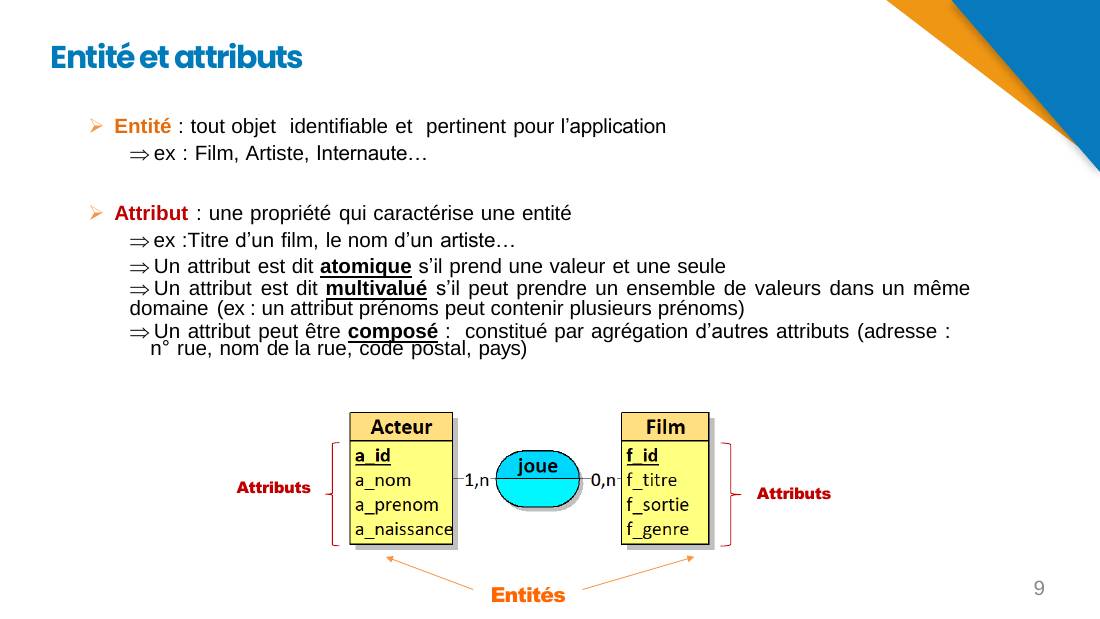 Entité et attributs
➢ Entité : tout objet identifiable et pertinent pour l’application
⇒ ex : Film, Artiste, Internaute…
➢ Attribut : une propriété qui caractérise une entité
⇒ ex :Titre d’un film, le nom d’un artiste…
⇒ Un attribut est dit atomique s’il prend une valeur et une seule
⇒ Un attribut est dit multivalué s’il peut prendre un ensemble de valeurs dans un même
domaine (ex : un attribut prénoms peut contenir plusieurs prénoms)
⇒ Un attribut peut être composé : constitué par agrégation d’autres attributs (adresse :
n° rue, nom de la rue, code postal, pays)
Acteur
a_id
a_nom
a_prenom
a_naissance
Attributs
1,n
joue
0,n
Film
f_id
f_titre
f_sortie
f_genre
Attributs
Entités
9